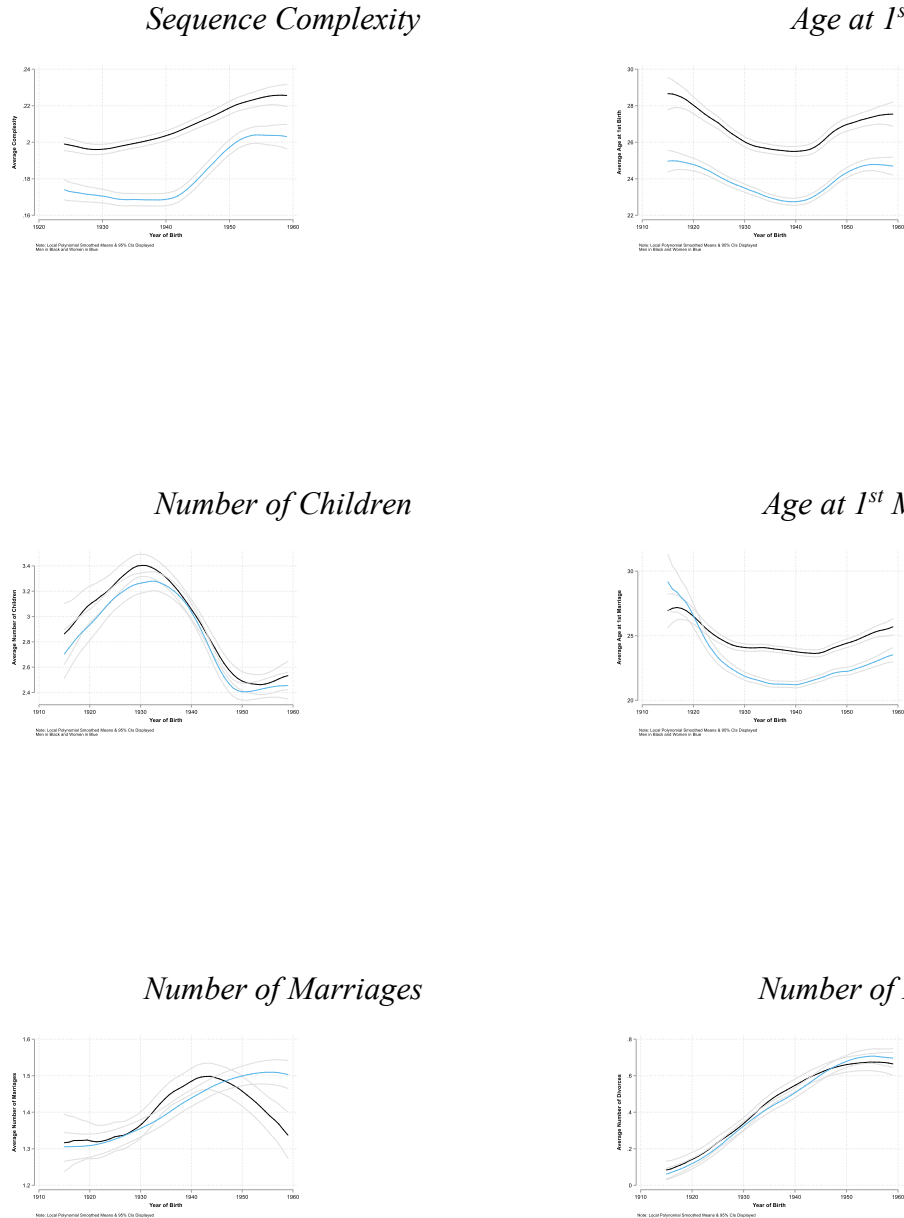 Sequence Complexity
.24
.22
.2
.18
.16
Average Complexity
1920
1930
1940
1950
1960
Year of Birth
Note: Local Polynomial Smoothed Means & 95% CIs Displayed
Men in Black and Women in Blue
Age at 1s
30
28
26
24
22
Average Age at 1st Birth
1910
1920
1930
1940
1950
1960
Year of Birth
Note: Local Polynomial Smoothed Means & 95% CIs Displayed
Men in Black and Women in Blue
Number of Children
3.4
3.2
3
2.8
2.6
2.4
Average Number of Children
1910
1920
1930
1940
1950
1960
Year of Birth
Note: Local Polynomial Smoothed Means & 95% CIs Displayed
Men in Black and Women in Blue
Age at 1st M
30
25
20
Average Age at 1st Marriage
1910
1920
1930
1940
1950
1960
Year of Birth
Note: Local Polynomial Smoothed Means & 95% CIs Displayed
Men in Black and Women in Blue
Number of Marriages
1.6
1.5
1.4
1.3
1.2
Average Number of Marriages
1910
1920
1930
1940
1950
1960
Year of Birth
Note: Local Polynomial Smoothed Means & 95% CIs Displayed
Number of
.8
.6
.4
.2
0
Average Number of Divorces
1910
1920
1930
1940
1950
1960
Year of Birth
Note: Local Polynomial Smoothed Means & 95% CIs Displayed